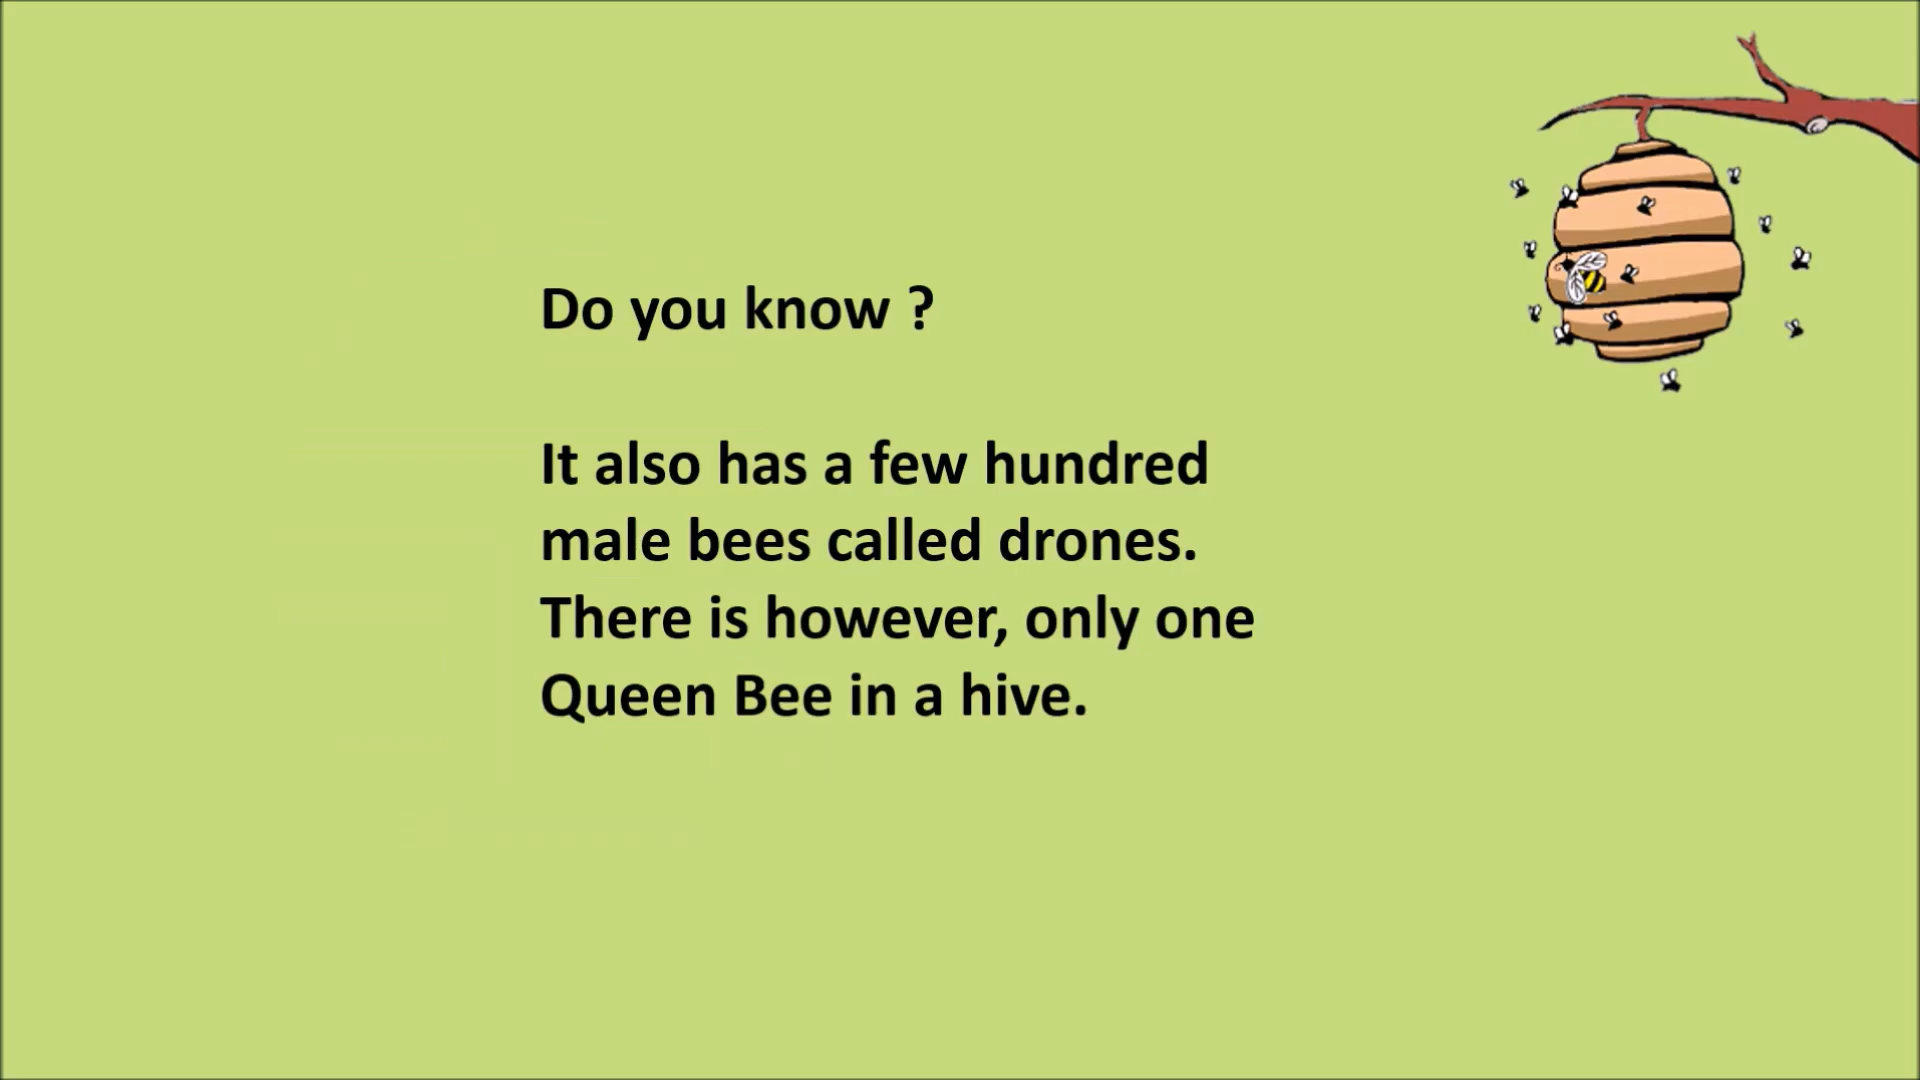 Do you know ?
It also has a few hundred
male bees called drones.
There is however, only one
Queen Bee in a hive.